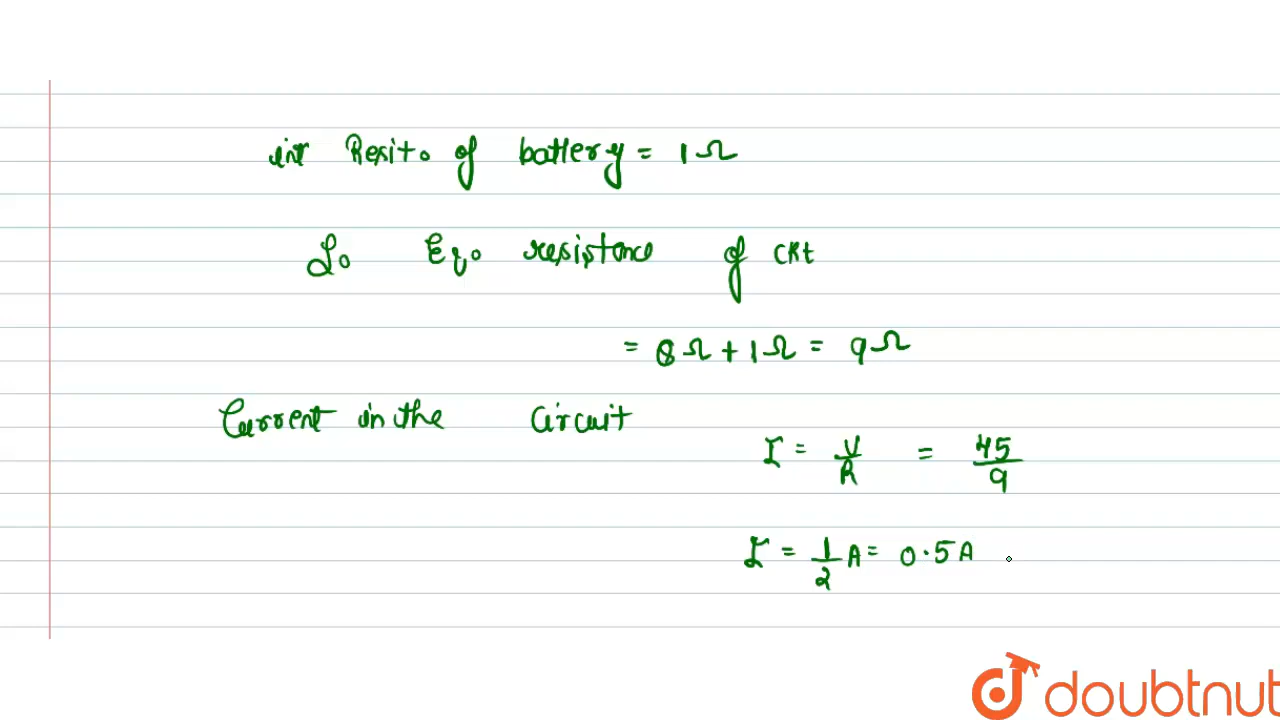 int Resit. of battery = 1Ω
So Eq. resistance of CKt
= 8Ω + 1Ω = 9Ω
Current in the Circuit
I = V/R = 45/9
I = 1/2 A = 0.5A
doubtnut